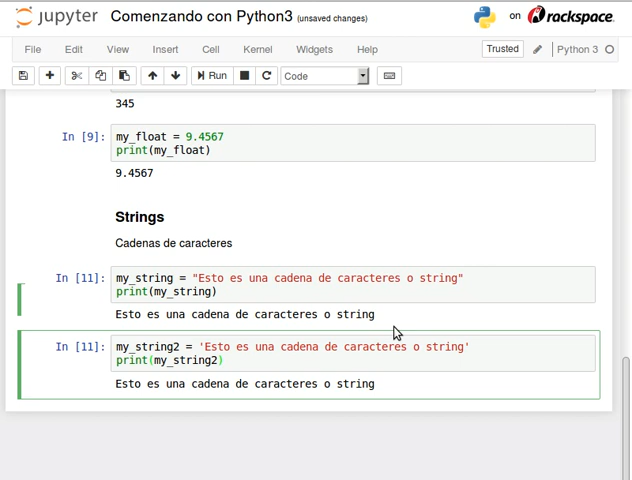 jupyter Comenzando con Python3 (unsaved changes) on rackspace.
File Edit View Insert Cell Kernel Widgets Help Trusted Python 3
Run Code
345
In [9]: my_float = 9.4567
print(my_float)
9.4567
Strings
Cadenas de caracteres
In [11]: my_string = "Esto es una cadena de caracteres o string"
print(my_string)
Esto es una cadena de caracteres o string
In [11]: my_string2 = 'Esto es una cadena de caracteres o string'
print(my_string2)
Esto es una cadena de caracteres o string